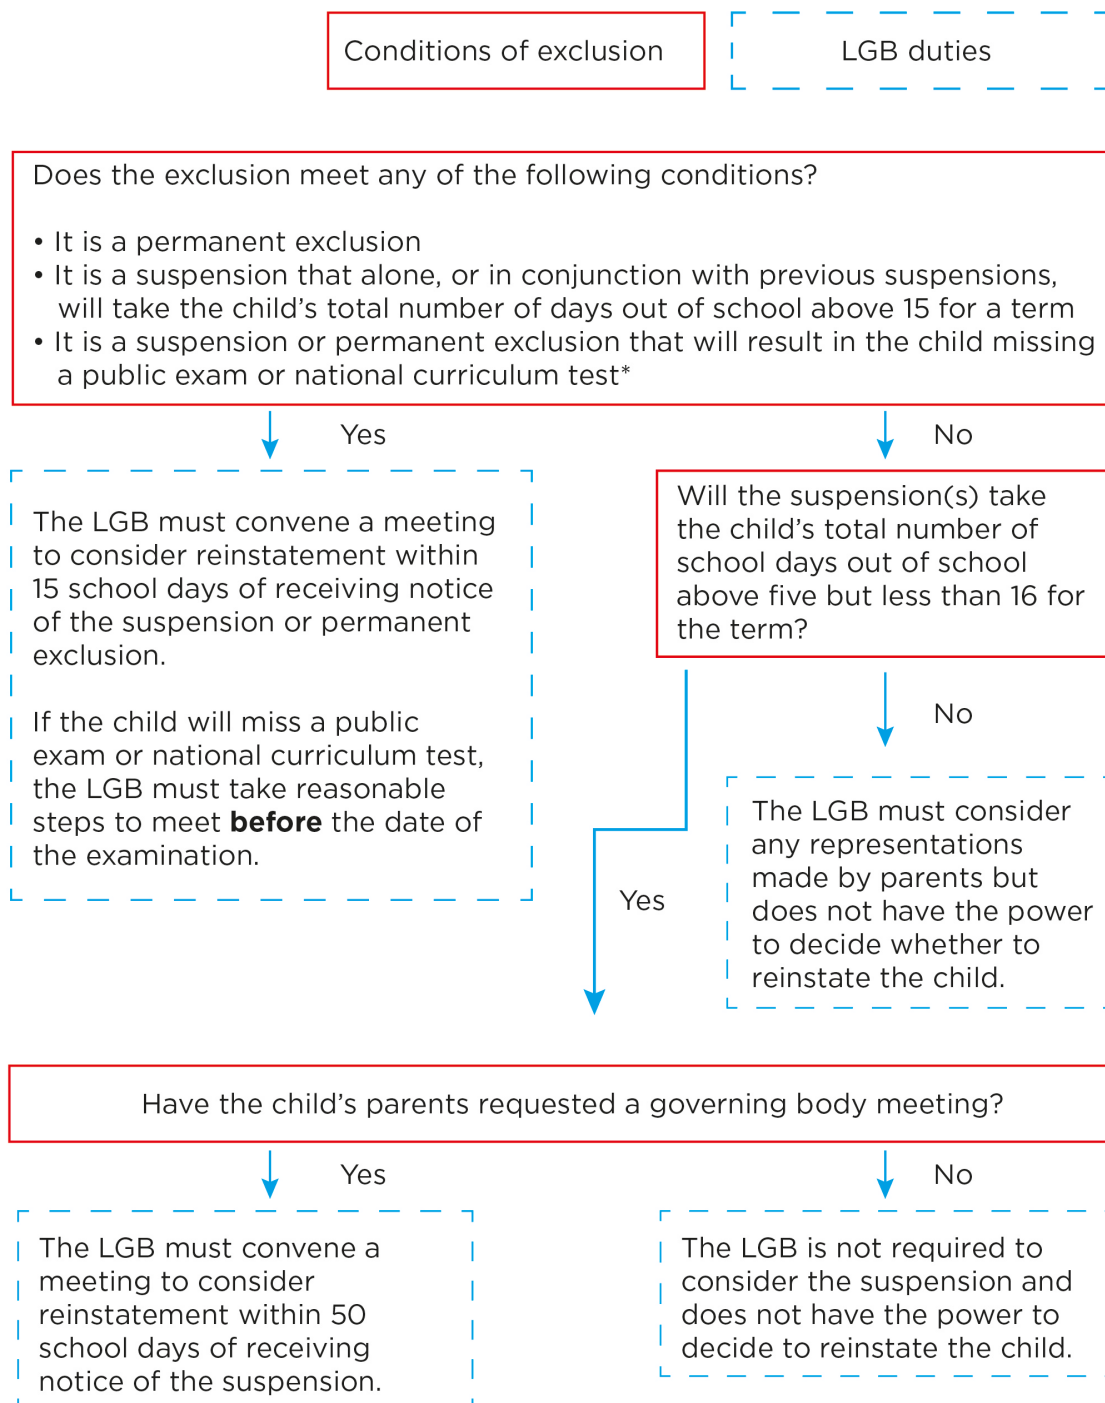 Conditions of exclusion
LGB duties
Does the exclusion meet any of the following conditions?
• It is a permanent exclusion
• It is a suspension that alone, or in conjunction with previous suspensions,
will take the child’s total number of days out of school above 15 for a term
• It is a suspension or permanent exclusion that will result in the child missing
a public exam or national curriculum test*
Yes
No
The LGB must convene a meeting
to consider reinstatement within
15 school days of receiving notice
of the suspension or permanent
exclusion.
If the child will miss a public
exam or national curriculum test,
the LGB must take reasonable
steps to meet before the date of
the examination.
Will the suspension(s) take
the child’s total number of
school days out of school
above five but less than 16 for
the term?
No
Yes
The LGB must consider
any representations
made by parents but
does not have the power
to decide whether to
reinstate the child.
Have the child’s parents requested a governing body meeting?
Yes
No
The LGB must convene a
meeting to consider
reinstatement within 50
school days of receiving
notice of the suspension.
The LGB is not required to
consider the suspension and
does not have the power to
decide to reinstate the child.